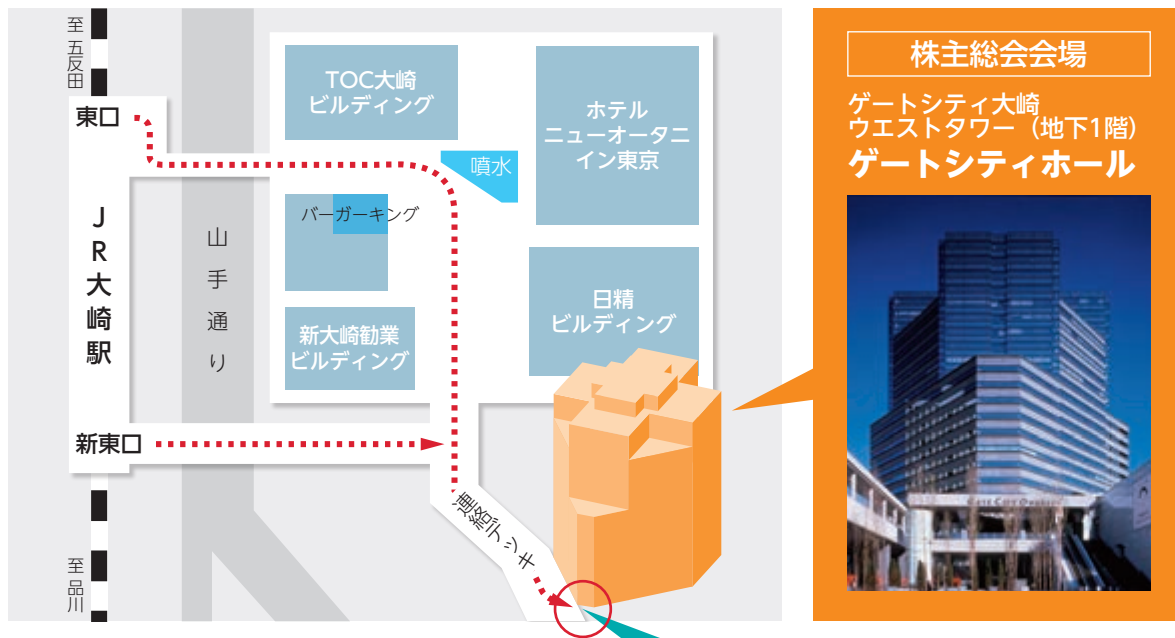 至 五反田
東口
TOC大崎
ビルディング
ホテル
ニューオータニ
イン東京
噴水
バーガーキング
JR大崎駅
山手通り
新大崎勧業
ビルディング
日精
ビルディング
新東口
連絡デッキ
至 品川
株主総会会場
ゲートシティ大崎
ウエストタワー（地下1階）
ゲートシティホール
GATE CITY OHSAKI